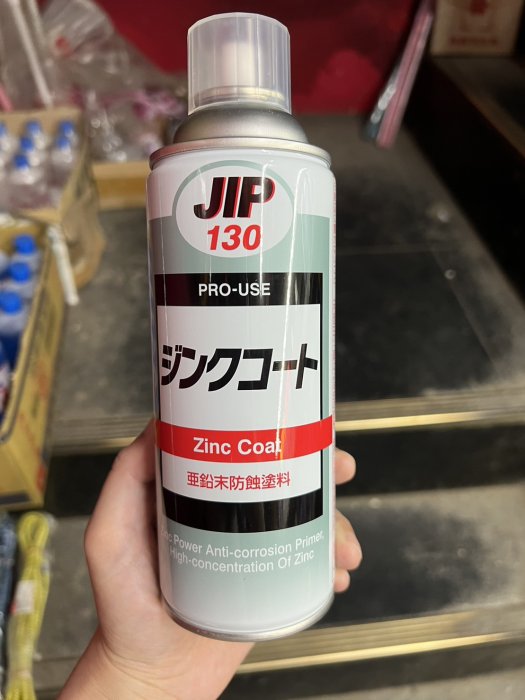 JIP
130
PRO-USE
ジンクコート
Zinc Coat
亜鉛末防蝕塗料
Power Anti-corrosion Primer,
High-concentration Of Zinc